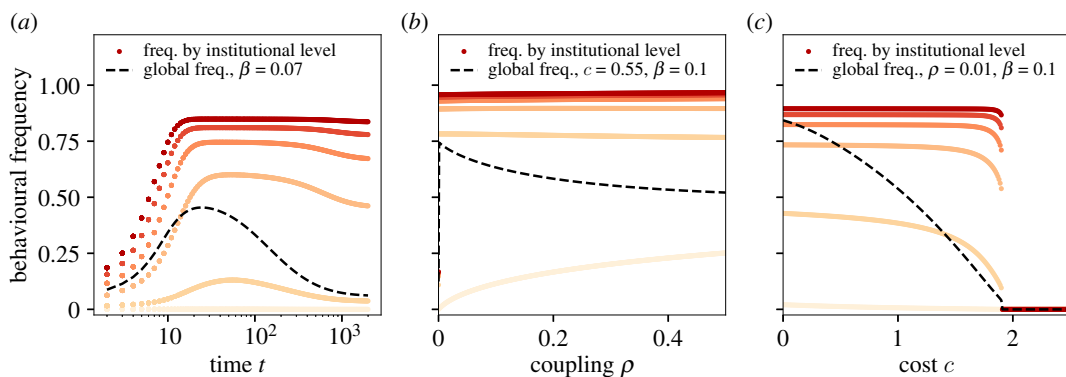 (a)
freq. by institutional level
global freq., β = 0.07
1.00
0.75
0.50
0.25
0
behavioural frequency
10
10²
10³
time t
(b)
freq. by institutional level
global freq., c = 0.55, β = 0.1
0
0.2
0.4
coupling ρ
(c)
freq. by institutional level
global freq., ρ = 0.01, β = 0.1
0
1
2
cost c